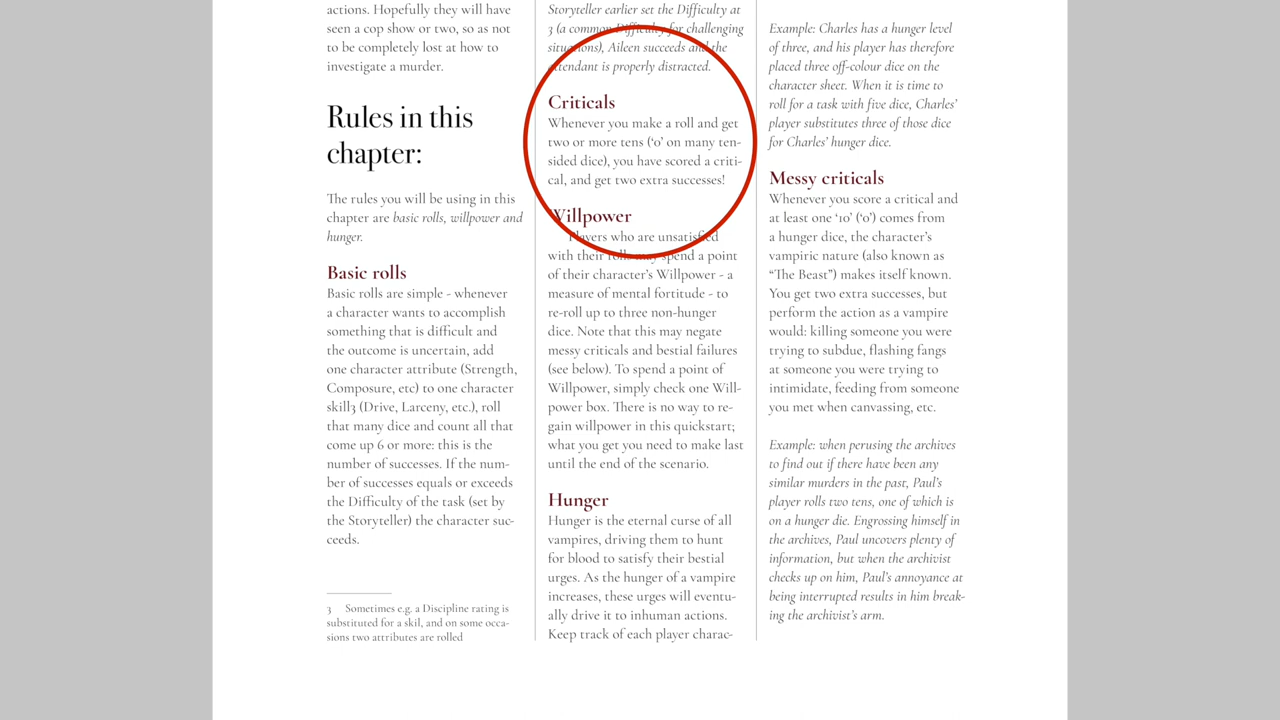 actions. Hopefully they will have
seen a cop show or two, so as not
to be completely lost at how to
investigate a murder.
Rules in this
chapter:
The rules you will be using in this
chapter are basic rolls, willpower and
hunger.
Basic rolls
Basic rolls are simple - whenever
a character wants to accomplish
something that is difficult and
the outcome is uncertain, add
one character attribute (Strength,
Composure, etc) to one character
skill3 (Drive, Larceny, etc.), roll
that many dice and count all that
come up 6 or more: this is the
number of successes. If the num-
ber of successes equals or exceeds
the Difficulty of the task (set by
the Storyteller) the character suc-
ceeds.
3 Sometimes e.g. a Discipline rating is
substituted for a skil, and on some occa-
sions two attributes are rolled
Storyteller earlier set the Difficulty at
3 (a common Difficulty for challenging
situations), Aileen succeeds and the
attendant is properly distracted.
Criticals
Whenever you make a roll and get
two or more tens (‘0’ on many ten-
sided dice), you have scored a criti-
cal, and get two extra successes!
Willpower
Players who are unsatisfied
with their rolls may spend a point
of their character’s Willpower - a
measure of mental fortitude - to
re-roll up to three non-hunger
dice. Note that this may negate
messy criticals and bestial failures
(see below). To spend a point of
Willpower, simply check one Will-
power box. There is no way to re-
gain willpower in this quickstart;
what you get you need to make last
until the end of the scenario.
Hunger
Hunger is the eternal curse of all
vampires, driving them to hunt
for blood to satisfy their bestial
urges. As the hunger of a vampire
increases, these urges will eventu-
ally drive it to inhuman actions.
Keep track of each player charac-
Example: Charles has a hunger level
of three, and his player has therefore
placed three off-colour dice on the
character sheet. When it is time to
roll for a task with five dice, Charles’
player substitutes three of those dice
for Charles’ hunger dice.
Messy criticals
Whenever you score a critical and
at least one ‘10’ (‘0’) comes from
a hunger dice, the character’s
vampiric nature (also known as
“The Beast”) makes itself known.
You get two extra successes, but
perform the action as a vampire
would: killing someone you were
trying to subdue, flashing fangs
at someone you were trying to
intimidate, feeding from someone
you met when canvassing, etc.
Example: when perusing the archives
to find out if there have been any
similar murders in the past, Paul’s
player rolls two tens, one of which is
on a hunger die. Engrossing himself in
the archives, Paul uncovers plenty of
information, but when the archivist
checks up on him, Paul’s annoyance at
being interrupted results in him break-
ing the archivist’s arm.